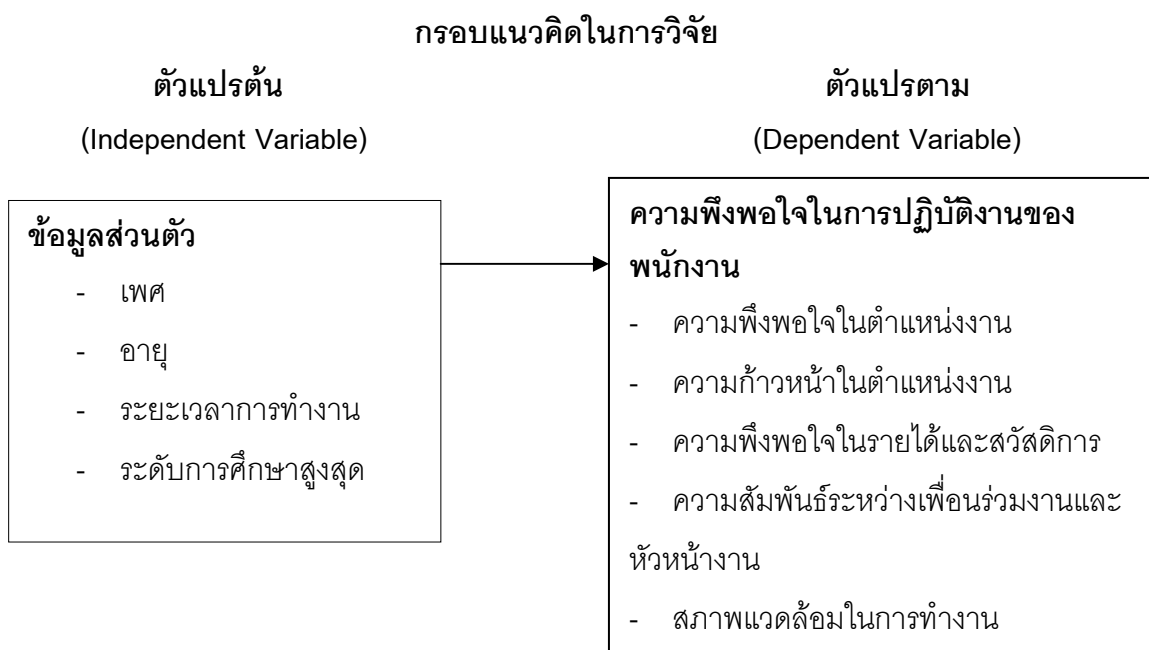 กรอบแนวคิดในการวิจัย
ตัวแปรต้น
(Independent Variable)
ข้อมูลส่วนตัว
- เพศ
- อายุ
- ระยะเวลาการทำงาน
- ระดับการศึกษาสูงสุด
ตัวแปรตาม
(Dependent Variable)
ความพึงพอใจในการปฏิบัติงานของ
พนักงาน
- ความพึงพอใจในตำแหน่งงาน
- ความก้าวหน้าในตำแหน่งงาน
- ความพึงพอใจในรายได้และสวัสดิการ
- ความสัมพันธ์ระหว่างเพื่อนร่วมงานและ
หัวหน้างาน
- สภาพแวดล้อมในการทำงาน